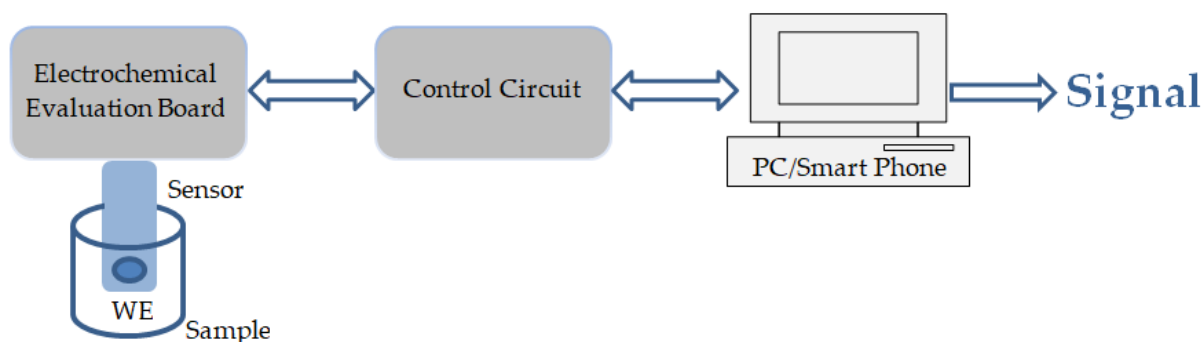 Electrochemical
Evaluation Board
Control Circuit
PC/Smart Phone
Signal
Sensor
WE
Sample